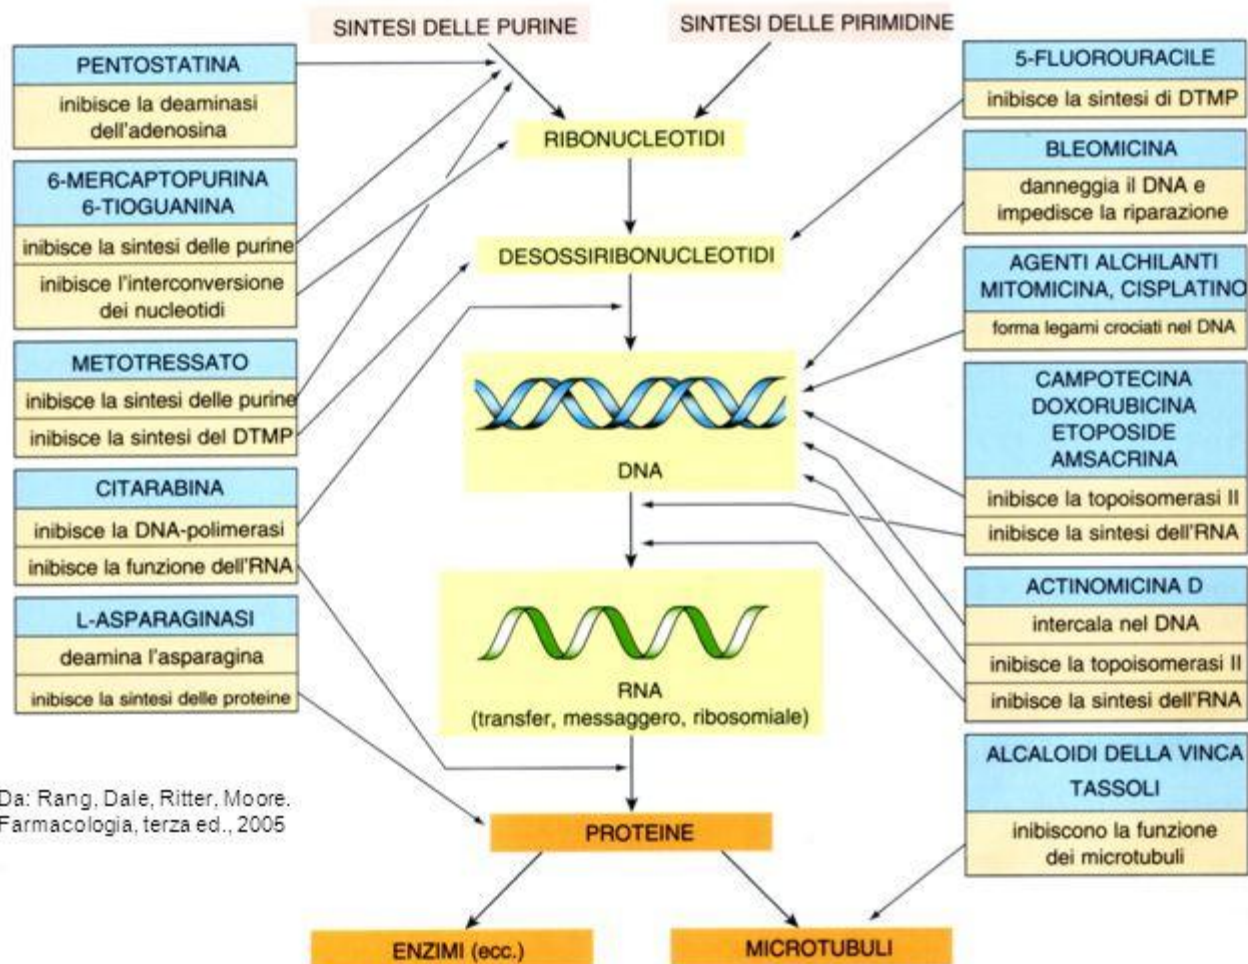 SINTESI DELLE PURINE
SINTESI DELLE PIRIMIDINE
PENTOSTATINA
inibisce la deaminasi
dell'adenosina
6-MERCAPTOPURINA
6-TIOGUANINA
inibisce la sintesi delle purine
inibisce l'interconversione
dei nucleotidi
METOTRESSATO
inibisce la sintesi delle purine
inibisce la sintesi del DTMP
CITARABINA
inibisce la DNA-polimerasi
inibisce la funzione dell'RNA
L-ASPARAGINASI
deamina l'asparagina
inibisce la sintesi delle proteine
Da: Rang, Dale, Ritter, Moore.
Farmacologia, terza ed., 2005
RIBONUCLEOTIDI
DESOSSIRIBONUCLEOTIDI
DNA
RNA
(transfer, messaggero, ribosomiale)
PROTEINE
ENZIMI (ecc.)
MICROTUBULI
5-FLUOROURACILE
inibisce la sintesi di DTMP
BLEOMICINA
danneggia il DNA e
impedisce la riparazione
AGENTI ALCHILANTI
MITOMICINA, CISPLATINO
forma legami crociati nel DNA
CAMPOTECINA
DOXORUBICINA
ETOPOSIDE
AMSACRINA
inibisce la topoisomerasi II
inibisce la sintesi dell'RNA
ACTINOMICINA D
intercala nel DNA
inibisce la topoisomerasi II
inibisce la sintesi dell'RNA
ALCALOIDI DELLA VINCA
TASSOLI
inibiscono la funzione
dei microtubuli